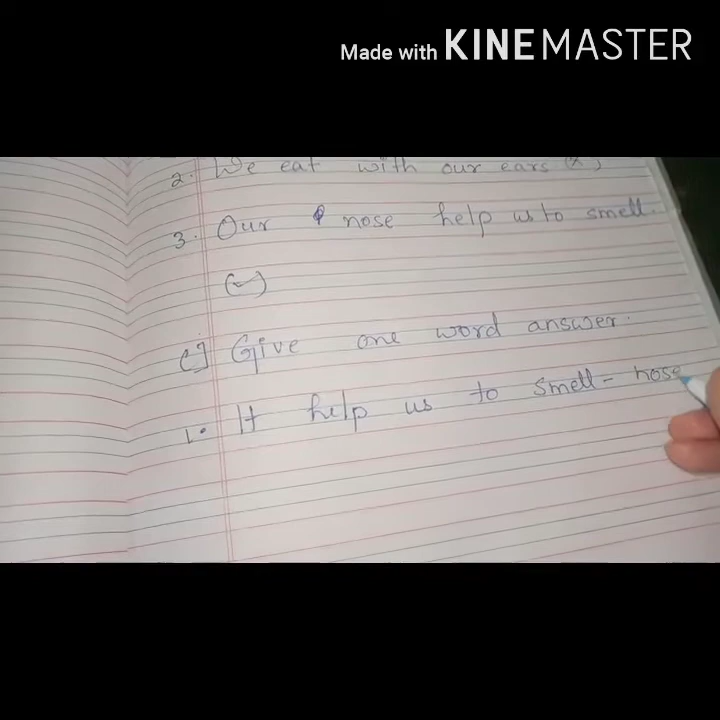 Made with KINEMASTER
2. We eat with our ears (x)
3. Our nose help us to smell.
(✓)
C] Give one word answer.
1. It help us to smell - nose